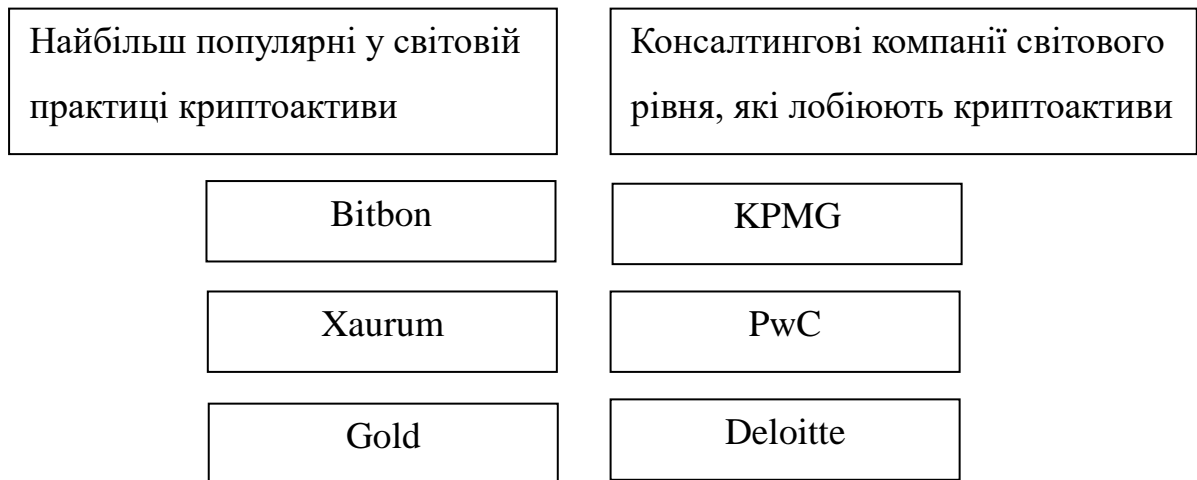 Найбільш популярні у світовій
практиці криптоактиви
Консалтингові компанії світового
рівня, які лобіюють криптоактиви
Bitbon
KPMG
Xaurum
PwC
Gold
Deloitte